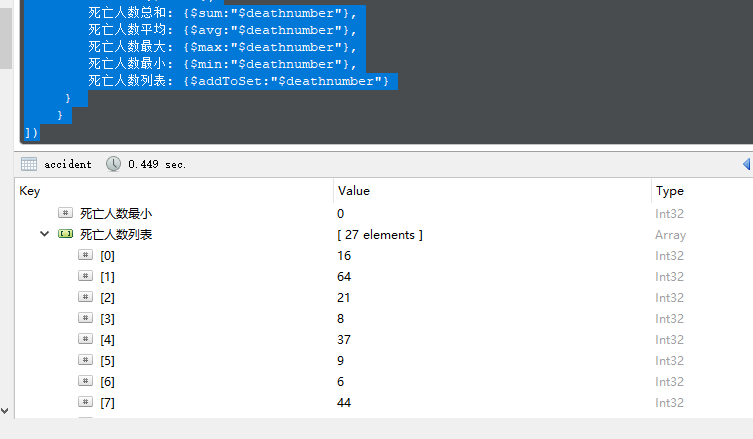 死亡人数总和: {$sum:"$deathnumber"},
死亡人数平均: {$avg:"$deathnumber"},
死亡人数最大: {$max:"$deathnumber"},
死亡人数最小: {$min:"$deathnumber"},
死亡人数列表: {$addToSet:"$deathnumber"}
}
}
])
accident 0.449 sec.
Key Value Type
死亡人数最小 0 Int32
死亡人数列表 [ 27 elements ] Array
[0] 16 Int32
[1] 64 Int32
[2] 21 Int32
[3] 8 Int32
[4] 37 Int32
[5] 9 Int32
[6] 6 Int32
[7] 44 Int32